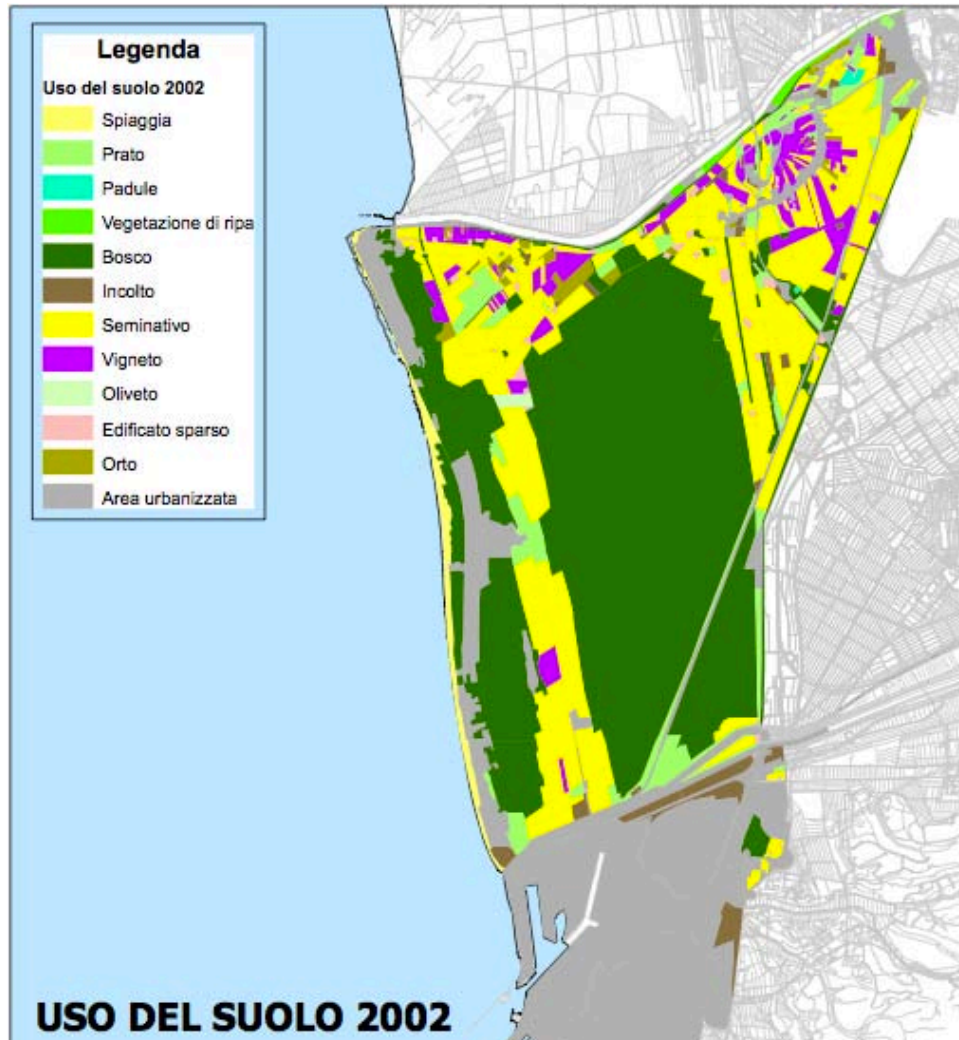 Legenda
Uso del suolo 2002
Spiaggia
Prato
Padule
Vegetazione di ripa
Bosco
Incolto
Seminativo
Vigneto
Oliveto
Edificato sparso
Orto
Area urbanizzata
USO DEL SUOLO 2002